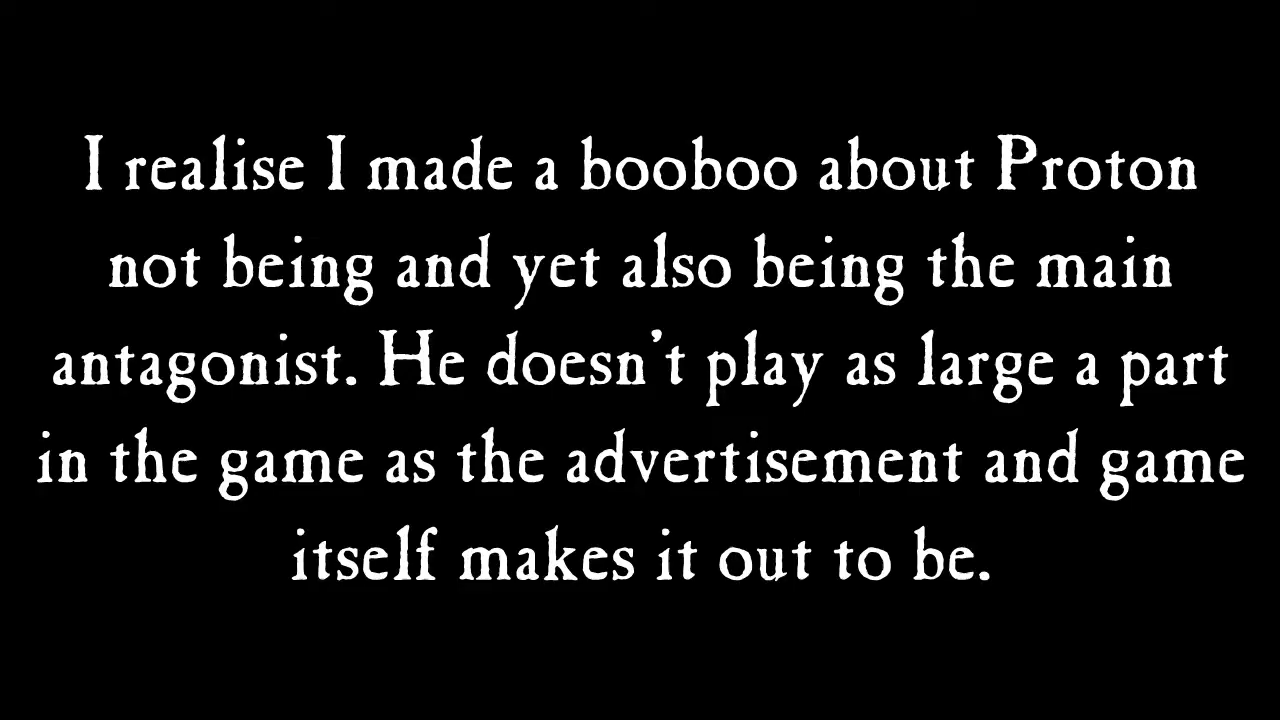 I realise I made a booboo about Proton
not being and yet also being the main
antagonist. He doesn't play as large a part
in the game as the advertisement and game
itself makes it out to be.